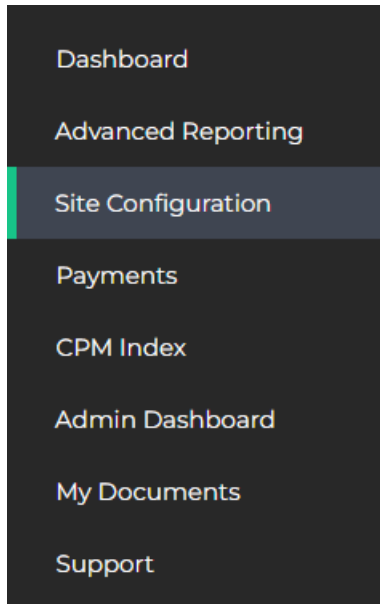 Dashboard
Advanced Reporting
Site Configuration
Payments
CPM Index
Admin Dashboard
My Documents
Support